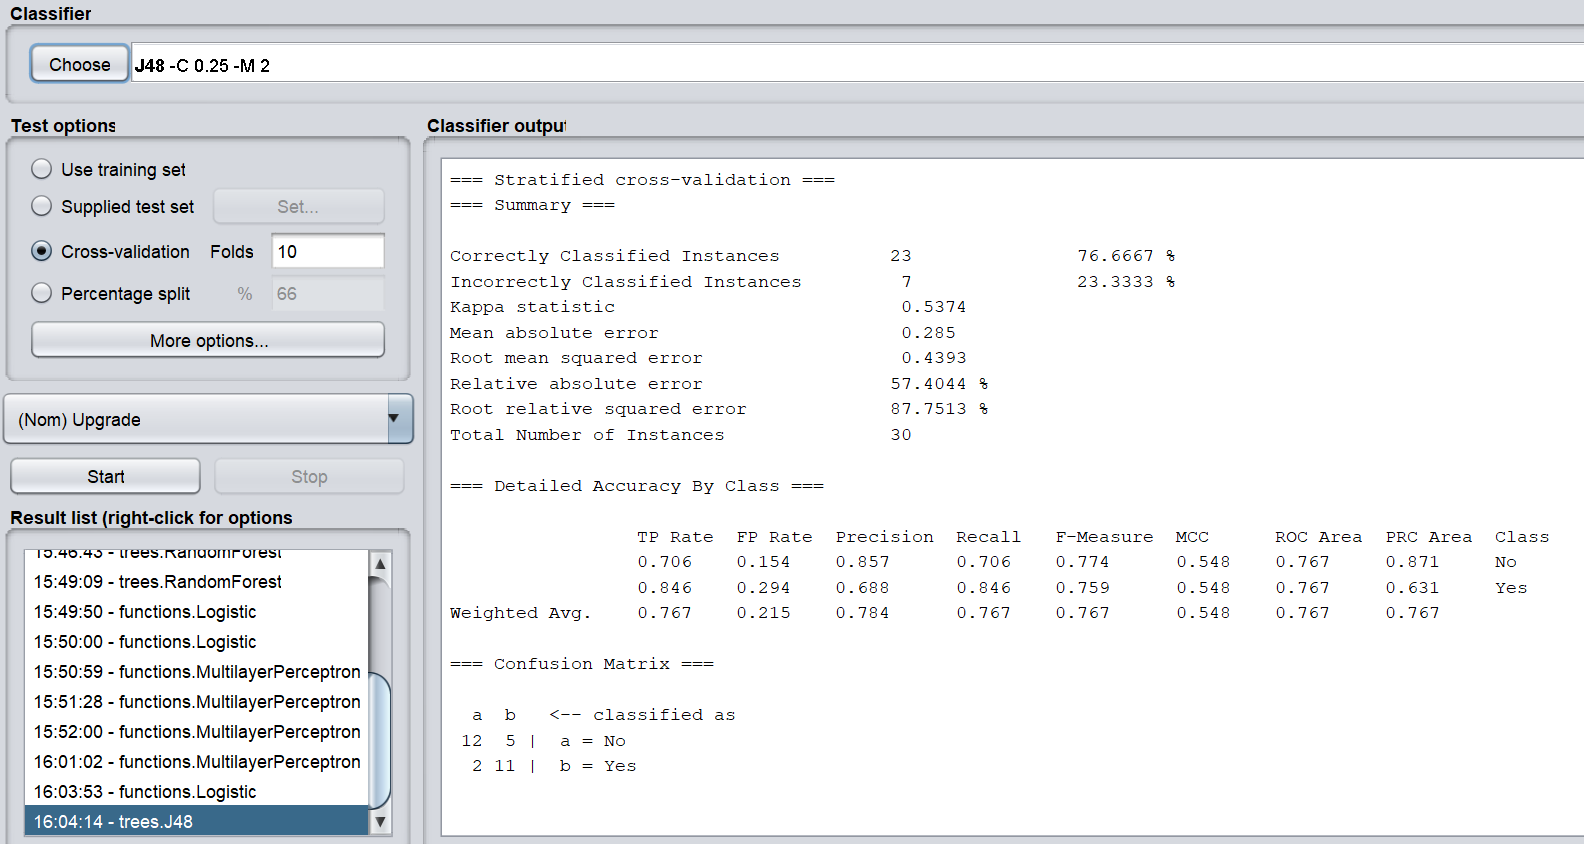 Classifier
Choose J48 -C 0.25 -M 2
Test options
Use training set
Supplied test set Set...
Cross-validation Folds 10
Percentage split % 66
More options...
(Nom) Upgrade
Start Stop
Result list (right-click for options
15:46:43 - trees.RandomForest
15:49:09 - trees.RandomForest
15:49:50 - functions.Logistic
15:50:00 - functions.Logistic
15:50:59 - functions.MultilayerPerceptron
15:51:28 - functions.MultilayerPerceptron
15:52:00 - functions.MultilayerPerceptron
16:01:02 - functions.MultilayerPerceptron
16:03:53 - functions.Logistic
16:04:14 - trees.J48
Classifier output
=== Stratified cross-validation ===
=== Summary ===
Correctly Classified Instances 23 76.6667 %
Incorrectly Classified Instances 7 23.3333 %
Kappa statistic 0.5374
Mean absolute error 0.285
Root mean squared error 0.4393
Relative absolute error 57.4044 %
Root relative squared error 87.7513 %
Total Number of Instances 30
=== Detailed Accuracy By Class ===
TP Rate FP Rate Precision Recall F-Measure MCC ROC Area PRC Area Class
0.706 0.154 0.857 0.706 0.774 0.548 0.767 0.871 No
0.846 0.294 0.688 0.846 0.759 0.548 0.767 0.631 Yes
Weighted Avg. 0.767 0.215 0.784 0.767 0.767 0.548 0.767 0.767
=== Confusion Matrix ===
a b <-- classified as
12 5 | a = No
2 11 | b = Yes